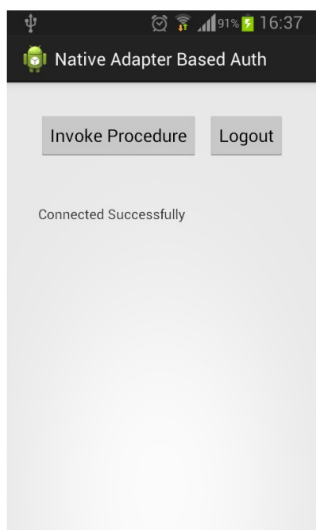 91% 16:37
Native Adapter Based Auth
Invoke Procedure Logout
Connected Successfully